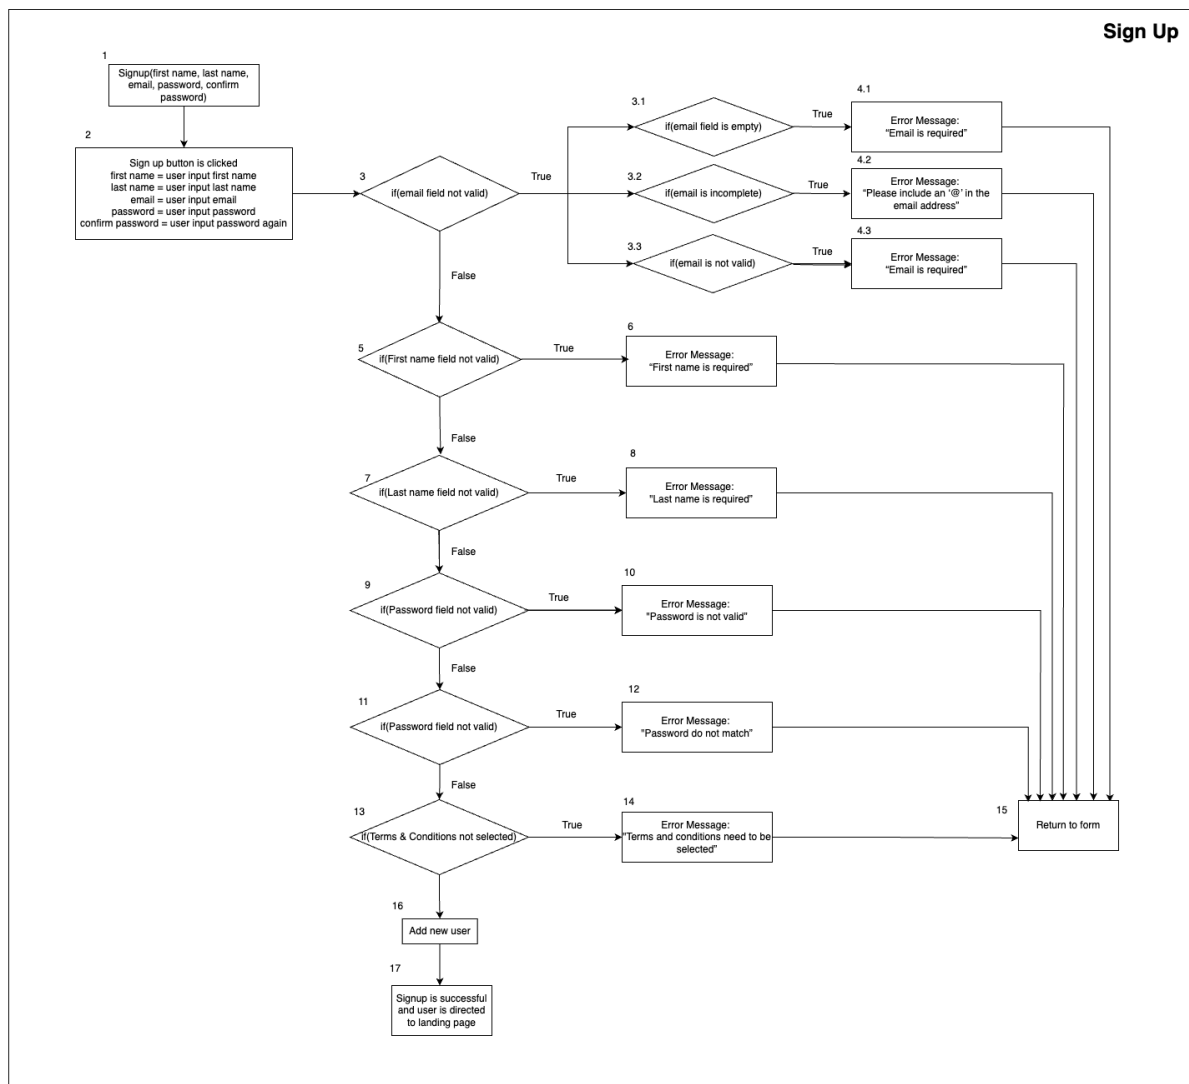 Sign Up
1
Signup(first name, last name,
email, password, confirm
password)
2
Sign up button is clicked
first name = user input first name
last name = user input last name
email = user input email
password = user input password
confirm password = user input password again
3
if(email field not valid)
True
3.1
if(email field is empty)
True
4.1
Error Message:
“Email is required”
3.2
if(email is incomplete)
True
4.2
Error Message:
“Please include an ‘@’ in the
email address”
3.3
if(email is not valid)
True
4.3
Error Message:
“Email is required”
False
5
if(First name field not valid)
True
6
Error Message:
“First name is required”
False
7
if(Last name field not valid)
True
8
Error Message:
"Last name is required”
False
9
if(Password field not valid)
True
10
Error Message:
"Password is not valid”
False
11
if(Password field not valid)
True
12
Error Message:
"Password do not match”
False
13
if(Terms & Conditions not selected)
True
14
Error Message:
"Terms and conditions need to be
selected”
15
Return to form
16
Add new user
17
Signup is successful
and user is directed
to landing page